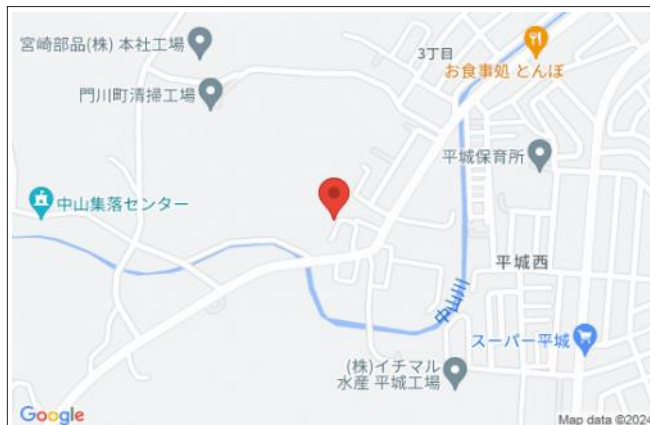 宮崎部品(株) 本社工場
3丁目
お食事処 とんぼ
門川町清掃工場
平城保育所
中山集落センター
平城西
中山川
スーパー平城
(株)イチマル
水産 平城工場
Google
Map data ©2024